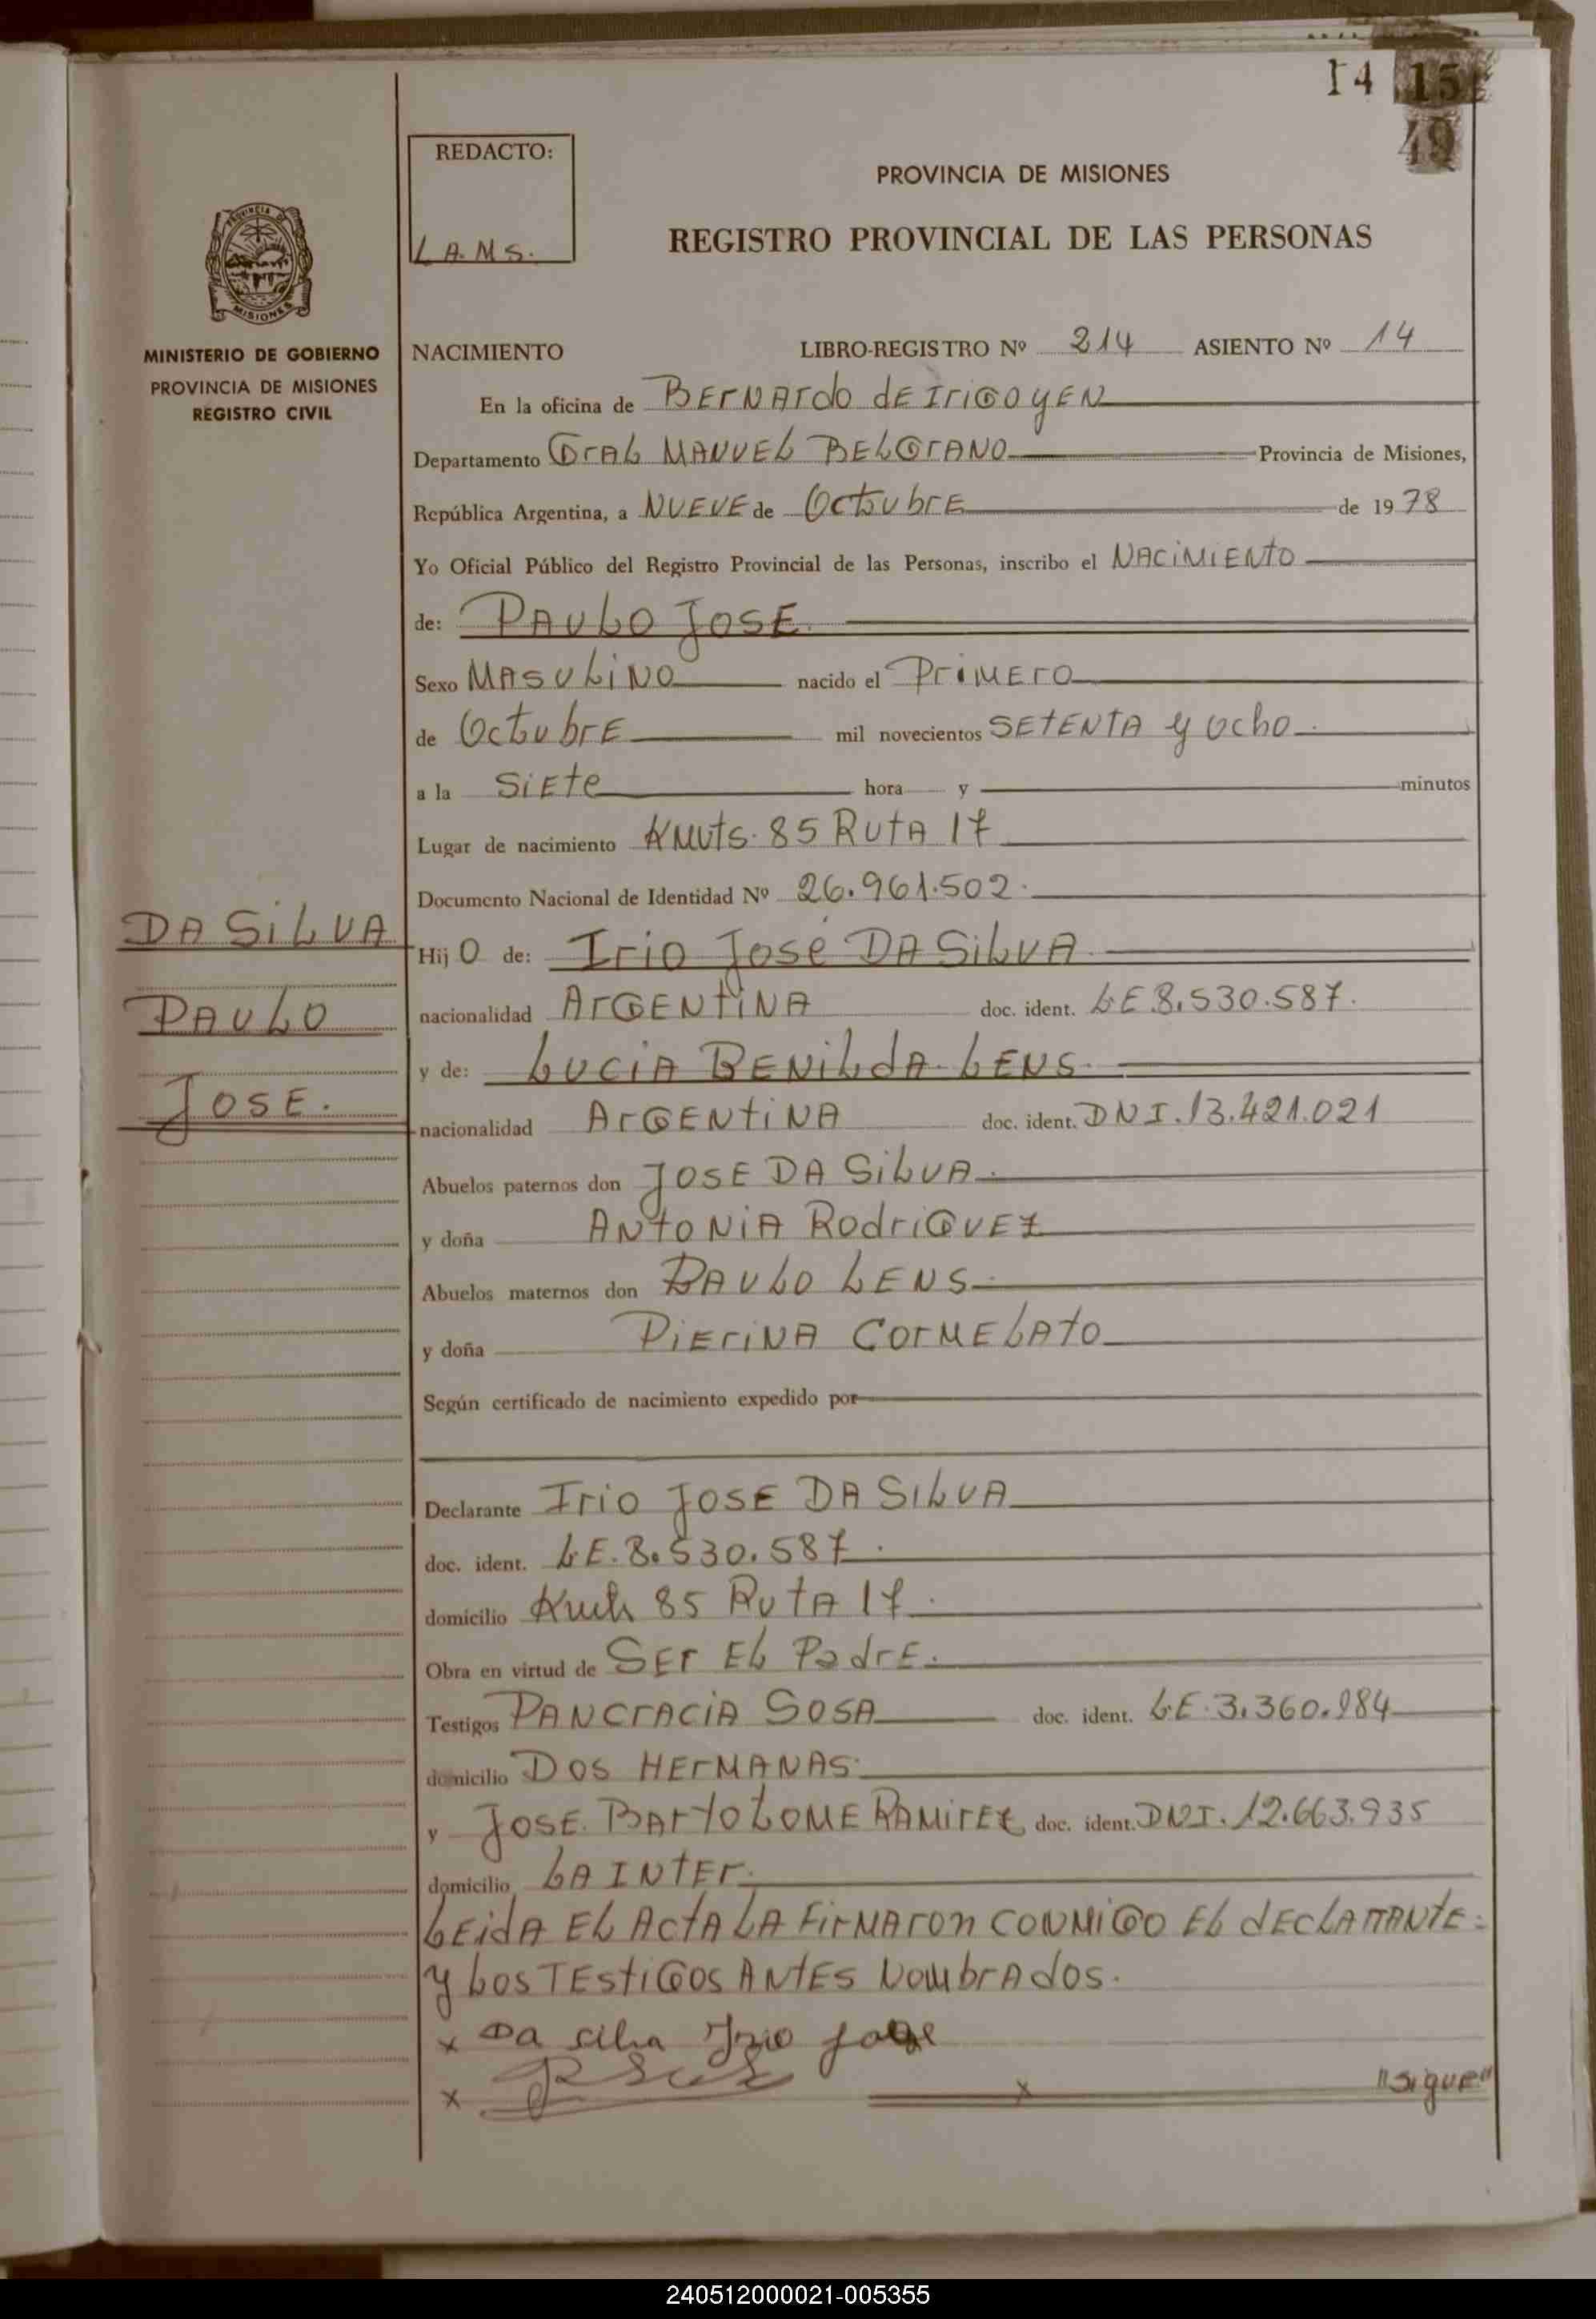 14 15
49
REDACTO:
L.A.M.S.
PROVINCIA DE MISIONES
REGISTRO PROVINCIAL DE LAS PERSONAS
PROVINCIA DE
MISIONES
MINISTERIO DE GOBIERNO
PROVINCIA DE MISIONES
REGISTRO CIVIL
NACIMIENTO LIBRO-REGISTRO Nº 214 ASIENTO Nº 14
En la oficina de BERNARDO DE IRIGOYEN
Departamento GRAL MANUEL BELGRANO Provincia de Misiones,
República Argentina, a NUEVE de OCTUBRE de 1978
Yo Oficial Público del Registro Provincial de las Personas, inscribo el NACIMIENTO
de: PAULO JOSE.
Sexo MASULINO nacido el PRIMERO
de OCTUBRE mil novecientos SETENTA y OCHO.
a la SIETE hora y minutos
Lugar de nacimiento KMTS. 85 RUTA 17
Documento Nacional de Identidad Nº 26.961.502.
DA SILVA
PAULO
JOSE.
Hij O de: IRIO JOSÉ DA SILVA.
nacionalidad ARGENTINA doc. ident. LE 8.530.587.
y de: LUCIA BENILDA LENS.
nacionalidad ARGENTINA doc. ident. DNI. 13.421.021
Abuelos paternos don JOSE DA SILVA.
y doña ANTONIA RODRIGUEZ
Abuelos maternos don PAULO LENS.
y doña PIERINA CORMELATO
Según certificado de nacimiento expedido por
Declarante IRIO JOSE DA SILVA
doc. ident. LE. 8.530.587.
domicilio Kmts 85 RUTA 17.
Obra en virtud de SER EL PADRE.
Testigos PANCRACIA SOSA doc. ident. LE. 3.360.984
domicilio DOS HERMANAS.
y JOSE. BARTOLOME RAMIREZ doc. ident. DNI. 12.663.935
domicilio LA INTER.
LEIDA EL ACTA LA FIRMARON CONMIGO EL DECLARRANTE
y LOS TESTIGOS ANTES NOMBRADOS.
x Da silva Irio jose
x x "SIGUE"
240512000021-005355